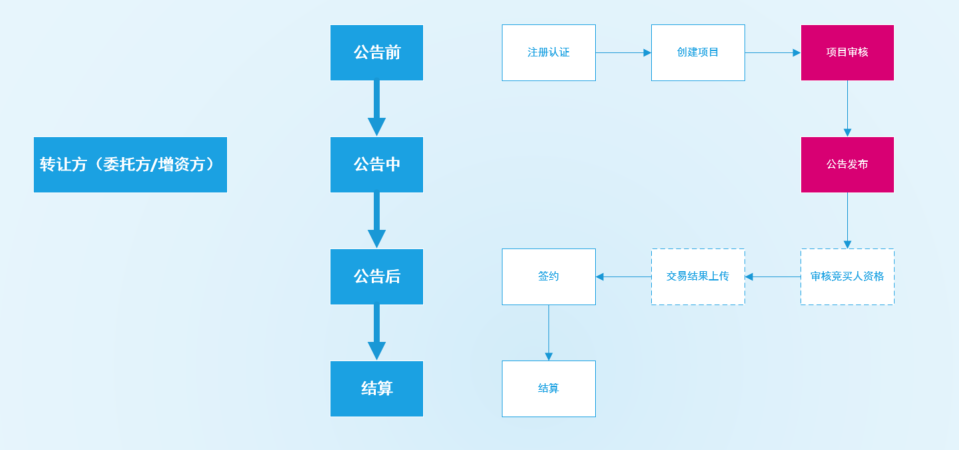 公告前
注册认证
创建项目
项目审核
转让方（委托方/增资方）
公告中
公告发布
公告后
签约
交易结果上传
审核竞买人资格
结算
结算